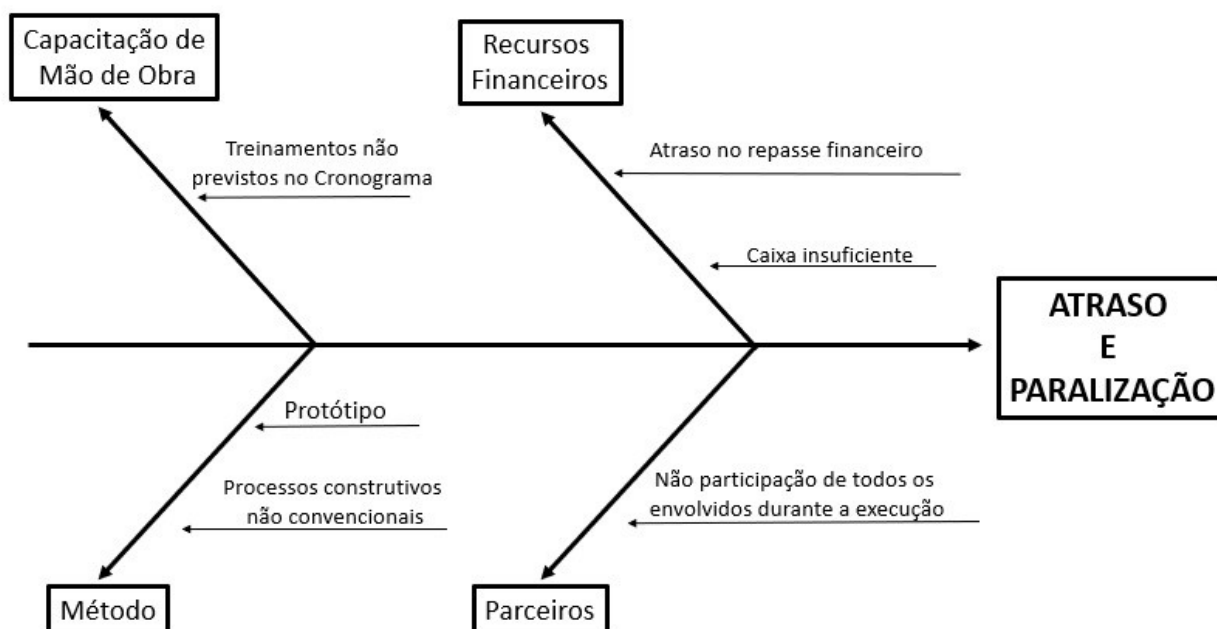 Capacitação de
Mão de Obra
Recursos
Financeiros
Treinamentos não
previstos no Cronograma
Atraso no repasse financeiro
Caixa insuficiente
ATRASO
E
PARALIZAÇÃO
Protótipo
Processos construtivos
não convencionais
Não participação de todos os
envolvidos durante a execução
Método
Parceiros